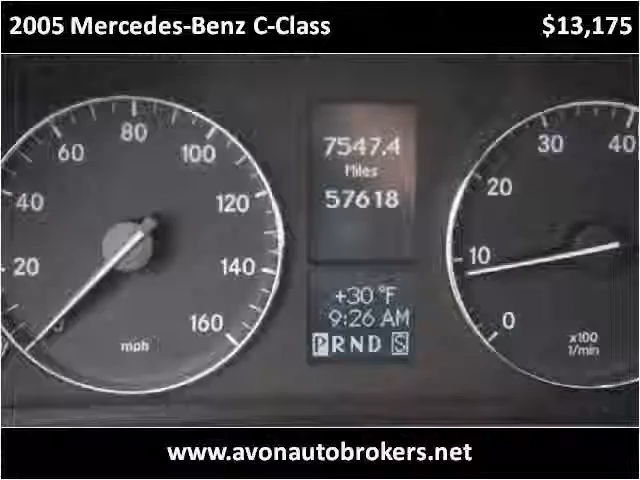 2005 Mercedes-Benz C-Class $13,175
20 40 60 80 100 120 140 160
mph
7547.4
Miles
57618
+30°F
9:26 AM
PRND S
0 10 20 30 40
x100
1/min
www.avonautobrokers.net